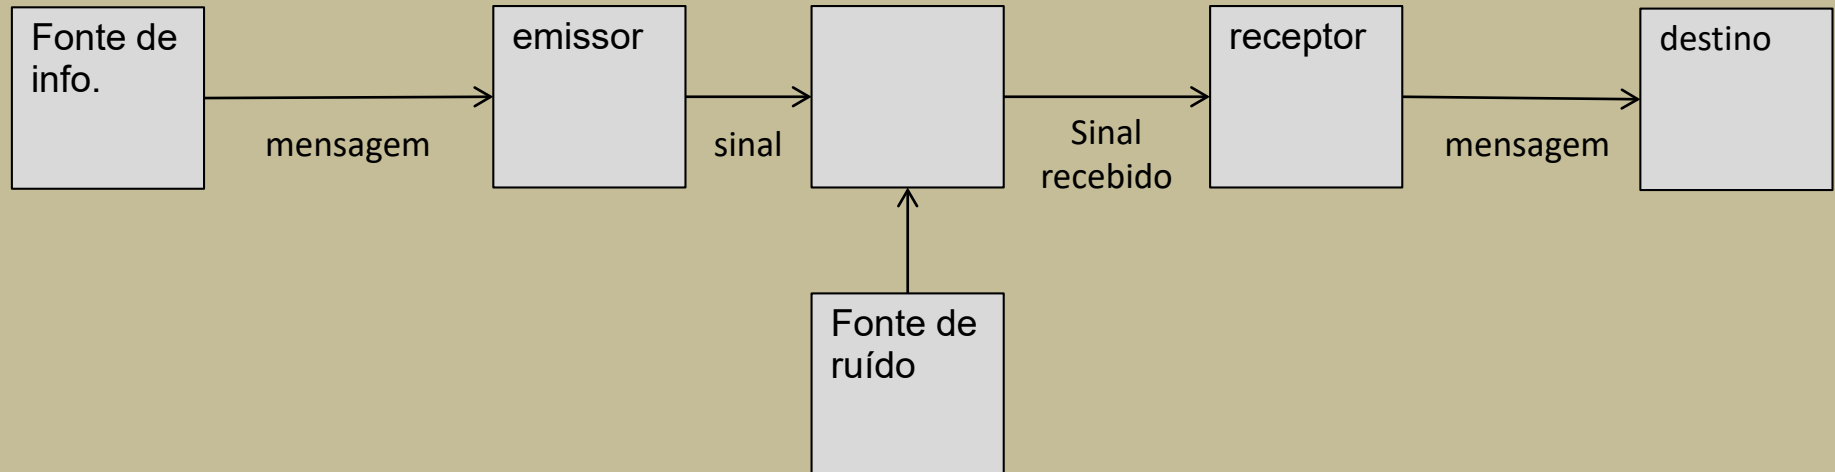 Fonte de
info.
mensagem
emissor
sinal
Sinal
recebido
receptor
mensagem
destino
Fonte de
ruído